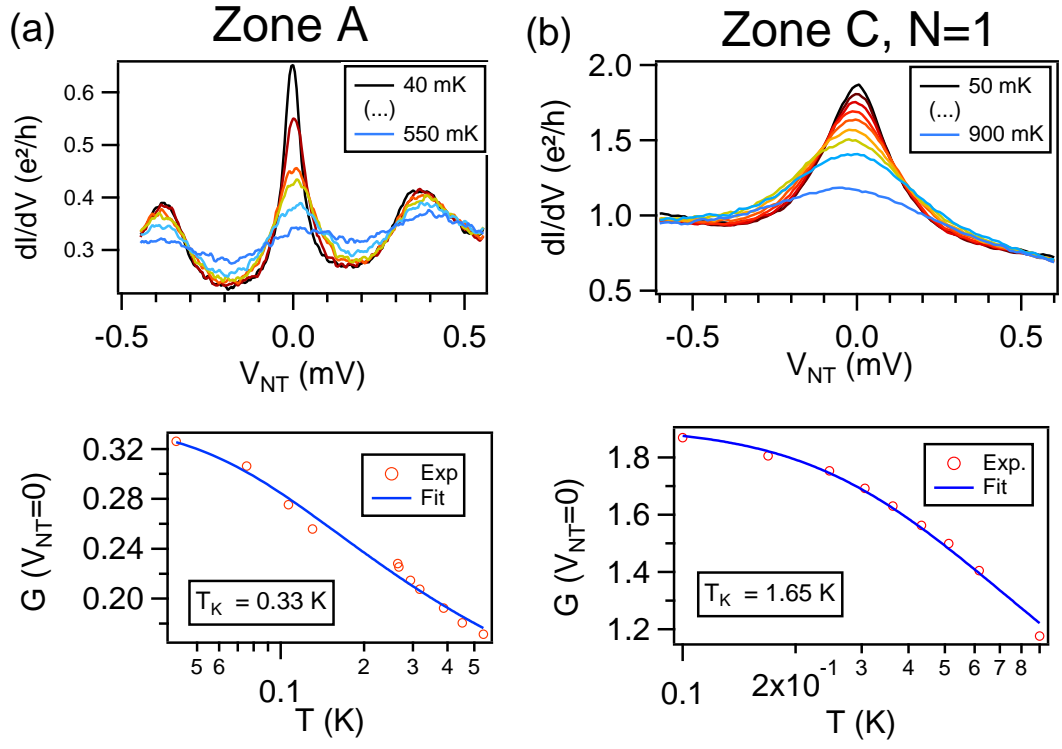 (a) Zone A
40 mK
(...)
550 mK
dI/dV (e²/h)
0.6
0.5
0.4
0.3
-0.5 0.0 0.5
V_NT (mV)
(b) Zone C, N=1
50 mK
(...)
900 mK
dI/dV (e²/h)
2.0
1.5
1.0
0.5
-0.5 0.0 0.5
V_NT (mV)
G (V_NT=0)
0.32
0.28
0.24
0.20
Exp
Fit
T_K = 0.33 K
5 6 0.1 2 3 4 5
T (K)
G (V_NT=0)
1.8
1.6
1.4
1.2
Exp.
Fit
T_K = 1.65 K
0.1 2x10⁻¹ 3 4 5 6 7 8
T (K)